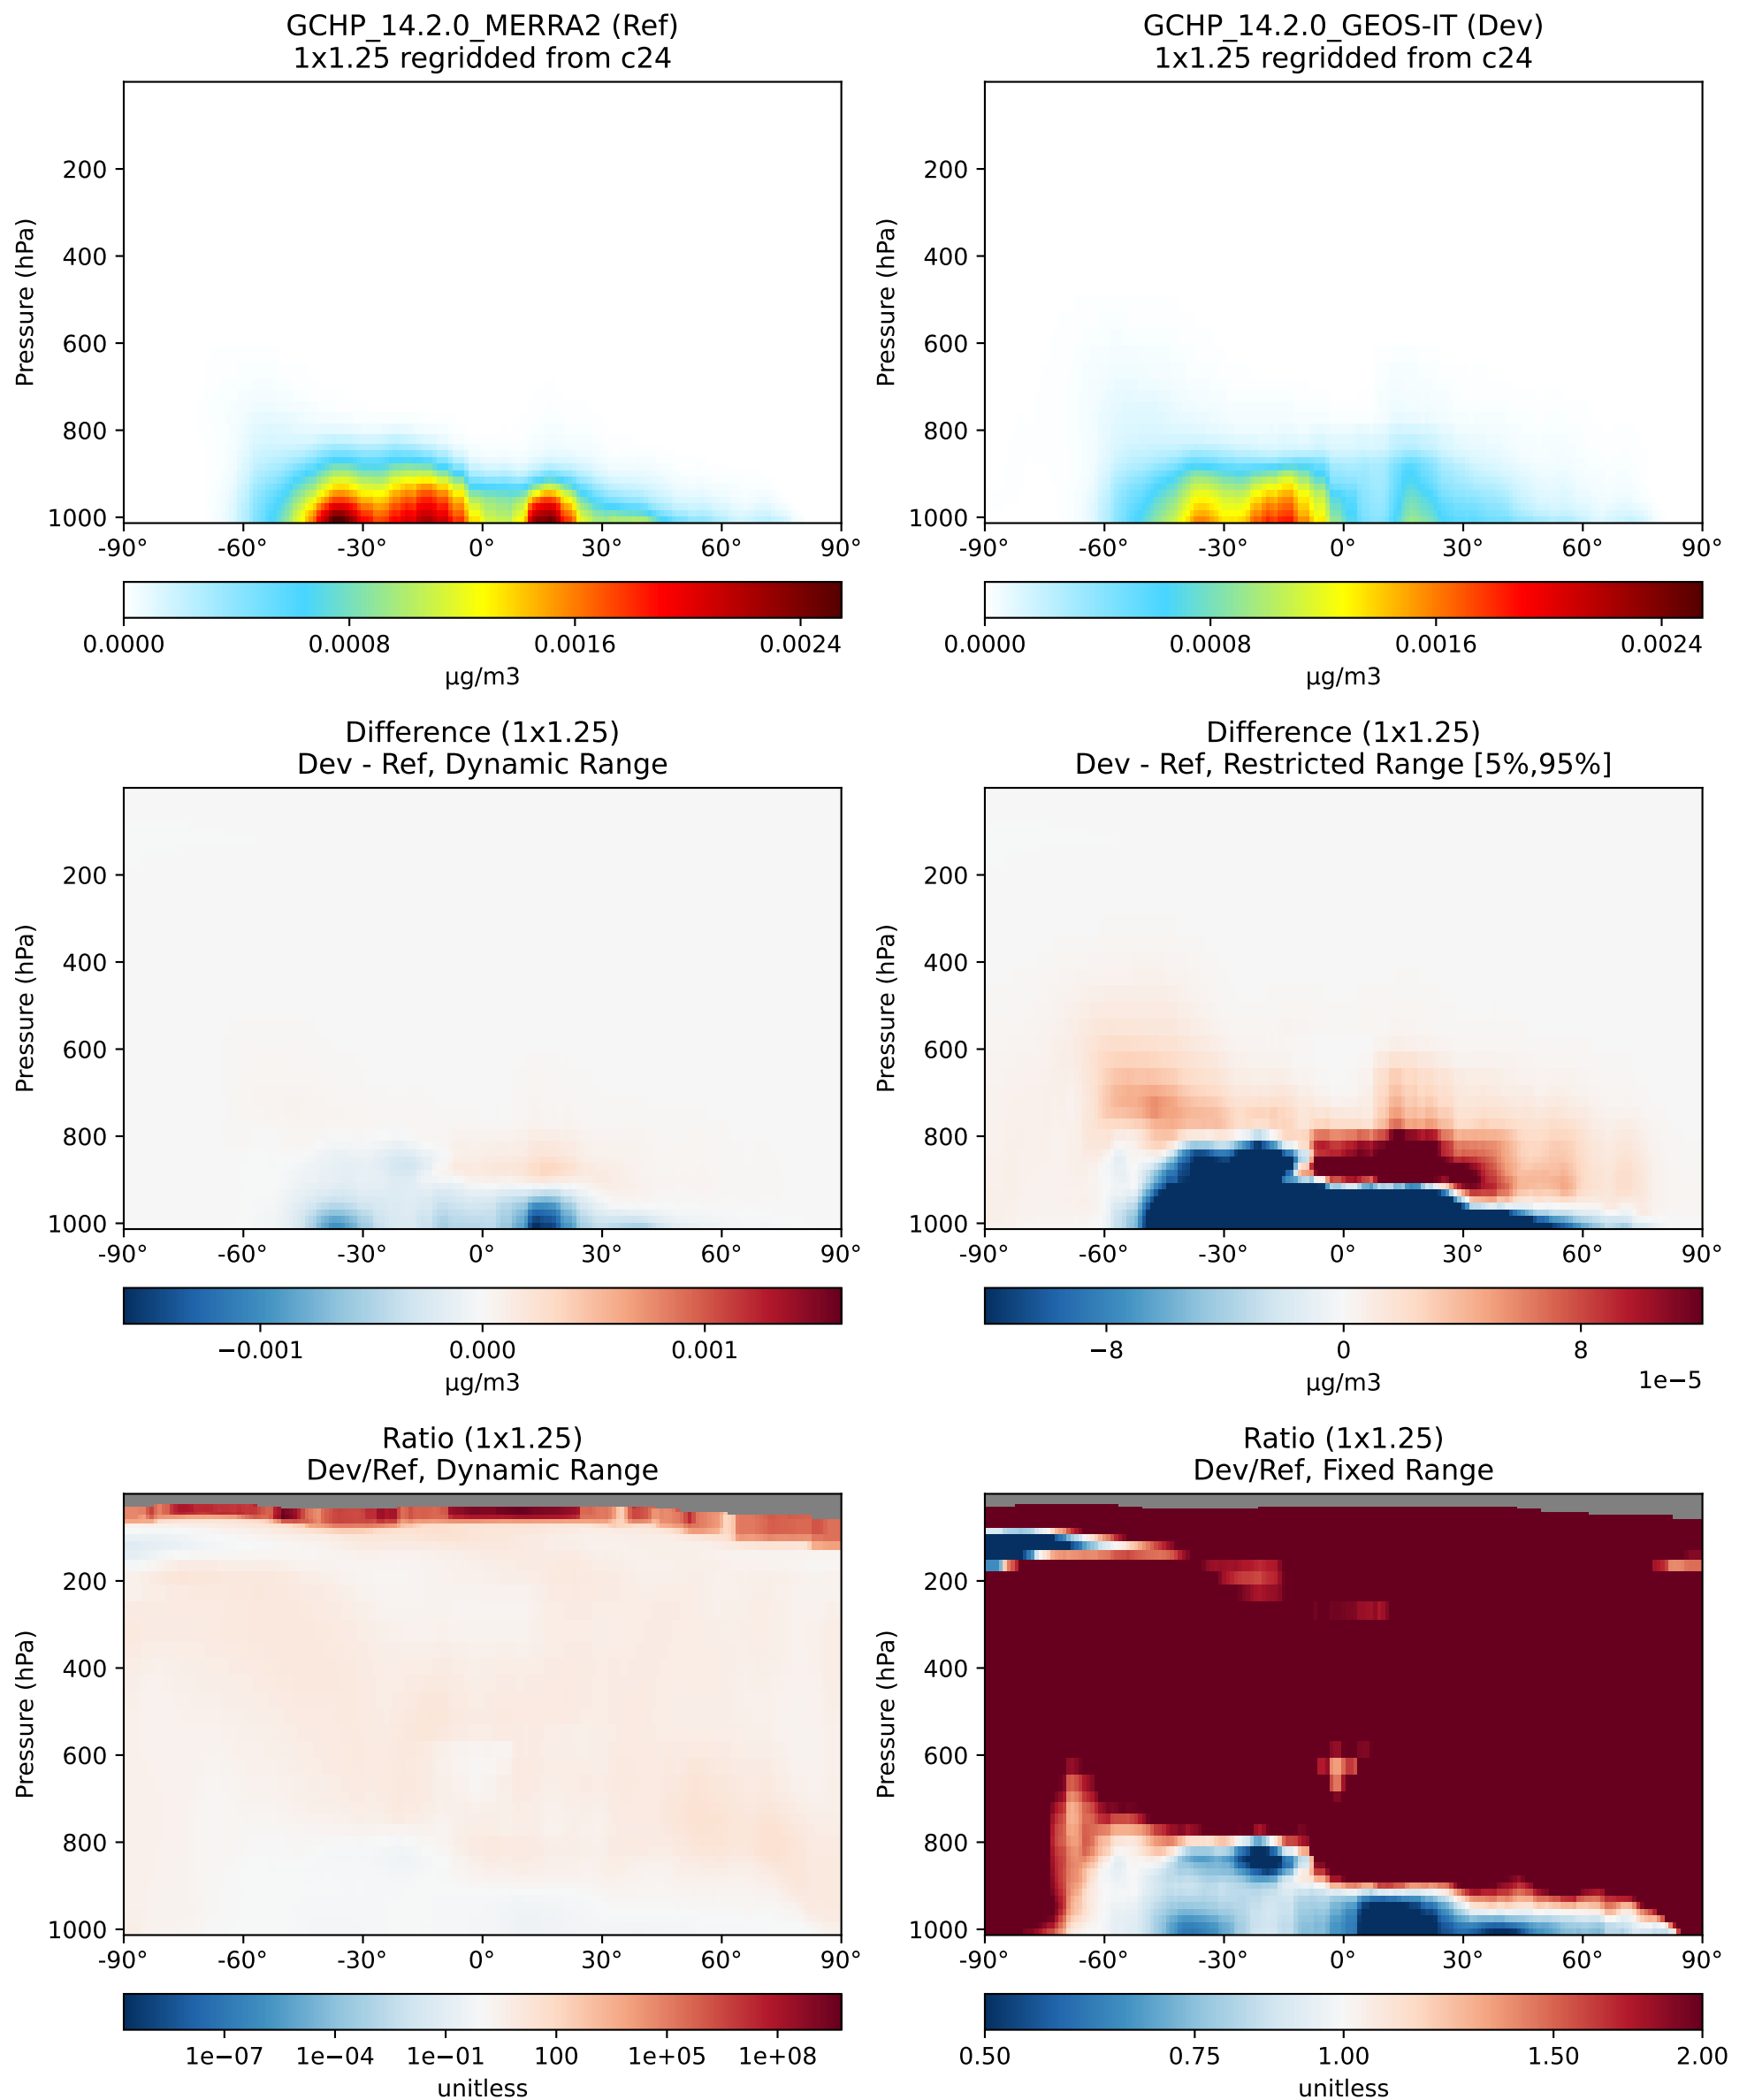 GCHP_14.2.0_MERRA2 (Ref)
1x1.25 regridded from c24
GCHP_14.2.0_GEOS-IT (Dev)
1x1.25 regridded from c24
Pressure (hPa)
200
400
600
800
1000
-90° -60° -30° 0° 30° 60° 90°
0.0000 0.0008 0.0016 0.0024
μg/m3
Pressure (hPa)
200
400
600
800
1000
-90° -60° -30° 0° 30° 60° 90°
0.0000 0.0008 0.0016 0.0024
μg/m3
Difference (1x1.25)
Dev - Ref, Dynamic Range
Difference (1x1.25)
Dev - Ref, Restricted Range [5%,95%]
Pressure (hPa)
200
400
600
800
1000
-90° -60° -30° 0° 30° 60° 90°
−0.001 0.000 0.001
μg/m3
Pressure (hPa)
200
400
600
800
1000
-90° -60° -30° 0° 30° 60° 90°
−8 0 8
μg/m3
1e−5
Ratio (1x1.25)
Dev/Ref, Dynamic Range
Ratio (1x1.25)
Dev/Ref, Fixed Range
Pressure (hPa)
200
400
600
800
1000
-90° -60° -30° 0° 30° 60° 90°
1e−07 1e−04 1e−01 100 1e+05 1e+08
unitless
Pressure (hPa)
200
400
600
800
1000
-90° -60° -30° 0° 30° 60° 90°
0.50 0.75 1.00 1.50 2.00
unitless